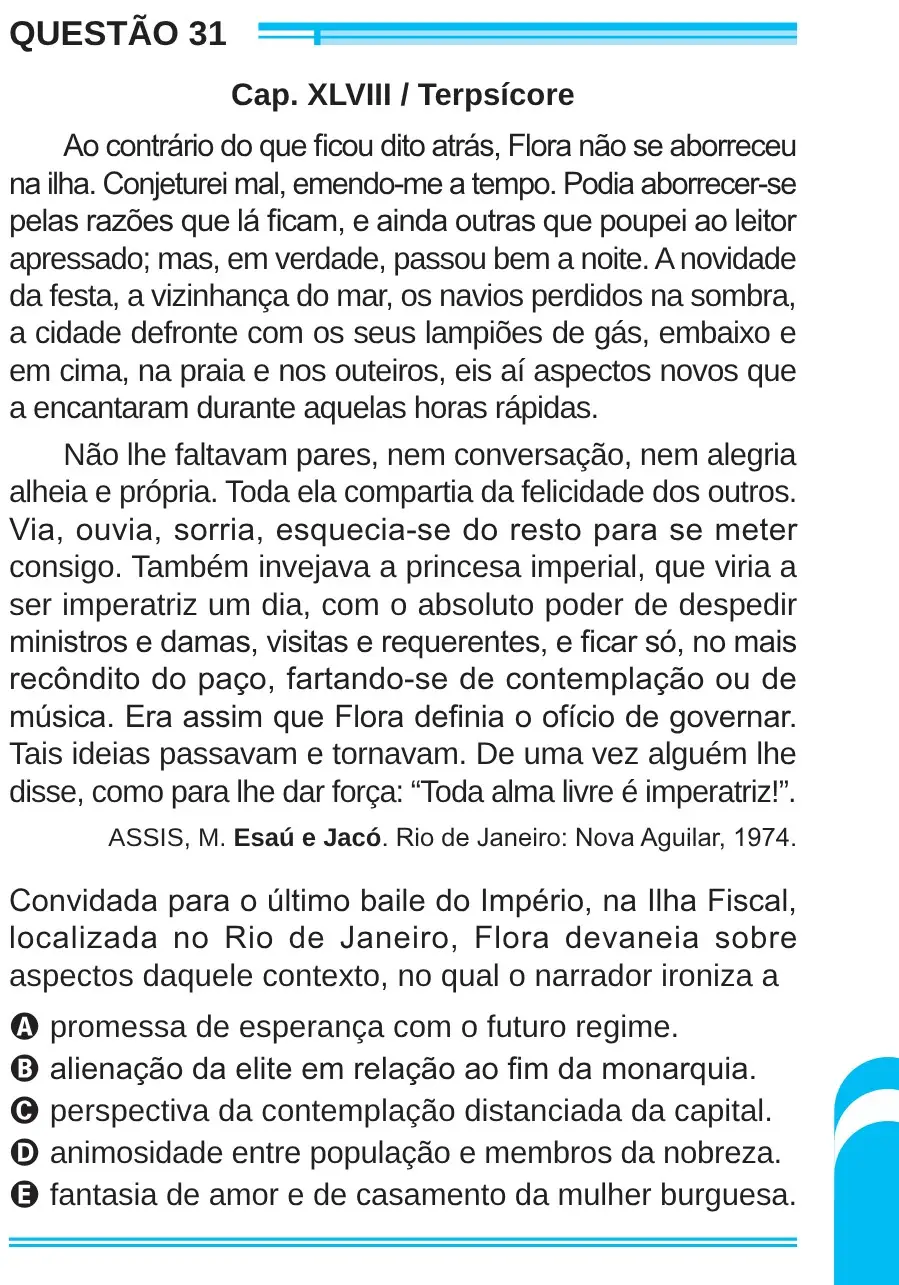 QUESTÃO 31
Cap. XLVIII / Terpsícore
Ao contrário do que ficou dito atrás, Flora não se aborreceu
na ilha. Conjeturei mal, emendo-me a tempo. Podia aborrecer-se
pelas razões que lá ficam, e ainda outras que poupei ao leitor
apressado; mas, em verdade, passou bem a noite. A novidade
da festa, a vizinhança do mar, os navios perdidos na sombra,
a cidade defronte com os seus lampiões de gás, embaixo e
em cima, na praia e nos outeiros, eis aí aspectos novos que
a encantaram durante aquelas horas rápidas.
Não lhe faltavam pares, nem conversação, nem alegria
alheia e própria. Toda ela compartia da felicidade dos outros.
Via, ouvia, sorria, esquecia-se do resto para se meter
consigo. Também invejava a princesa imperial, que viria a
ser imperatriz um dia, com o absoluto poder de despedir
ministros e damas, visitas e requerentes, e ficar só, no mais
recôndito do paço, fartando-se de contemplação ou de
música. Era assim que Flora definia o ofício de governar.
Tais ideias passavam e tornavam. De uma vez alguém lhe
disse, como para lhe dar força: “Toda alma livre é imperatriz!”.
ASSIS, M. Esaú e Jacó. Rio de Janeiro: Nova Aguilar, 1974.
Convidada para o último baile do Império, na Ilha Fiscal,
localizada no Rio de Janeiro, Flora devaneia sobre
aspectos daquele contexto, no qual o narrador ironiza a
A promessa de esperança com o futuro regime.
B alienação da elite em relação ao fim da monarquia.
C perspectiva da contemplação distanciada da capital.
D animosidade entre população e membros da nobreza.
E fantasia de amor e de casamento da mulher burguesa.